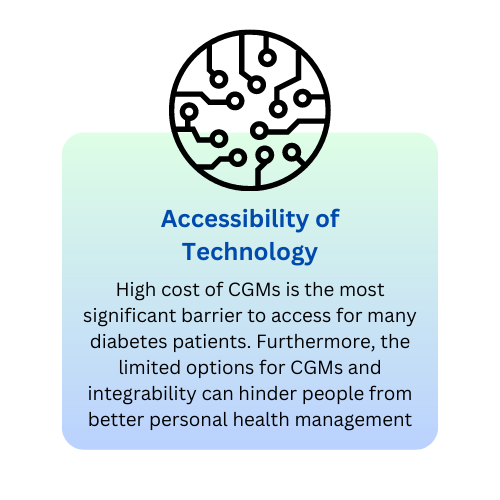 Accessibility of
Technology
High cost of CGMs is the most
significant barrier to access for many
diabetes patients. Furthermore, the
limited options for CGMs and
integrability can hinder people from
better personal health management